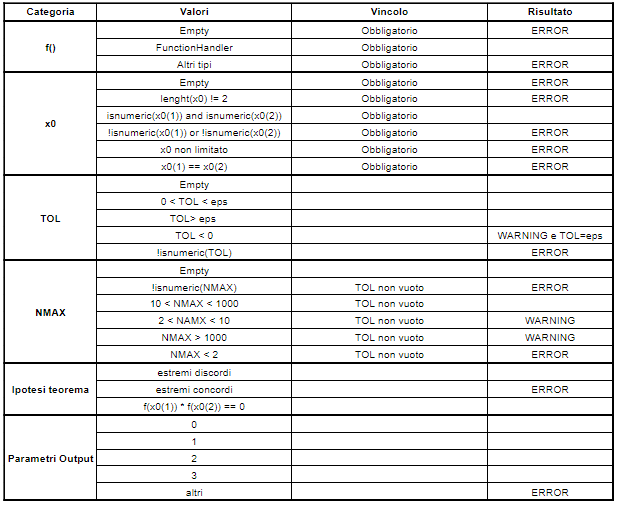 Categoria Valori Vincolo Risultato
f() Empty Obbligatorio ERROR
FunctionHandler Obbligatorio
Altri tipi Obbligatorio ERROR
x0 Empty Obbligatorio ERROR
lenght(x0) != 2 Obbligatorio ERROR
isnumeric(x0(1)) and isnumeric(x0(2)) Obbligatorio
!isnumeric(x0(1)) or !isnumeric(x0(2)) Obbligatorio ERROR
x0 non limitato Obbligatorio ERROR
x0(1) == x0(2) Obbligatorio ERROR
TOL Empty
0 < TOL < eps
TOL> eps
TOL < 0 WARNING e TOL=eps
!isnumeric(TOL) ERROR
NMAX Empty
!isnumeric(NMAX) TOL non vuoto ERROR
10 < NMAX < 1000 TOL non vuoto
2 < NAMX < 10 TOL non vuoto WARNING
NMAX > 1000 TOL non vuoto WARNING
NMAX < 2 TOL non vuoto ERROR
Ipotesi teorema estremi discordi
estremi concordi ERROR
f(x0(1)) * f(x0(2)) == 0
Parametri Output 0
1
2
3
altri ERROR